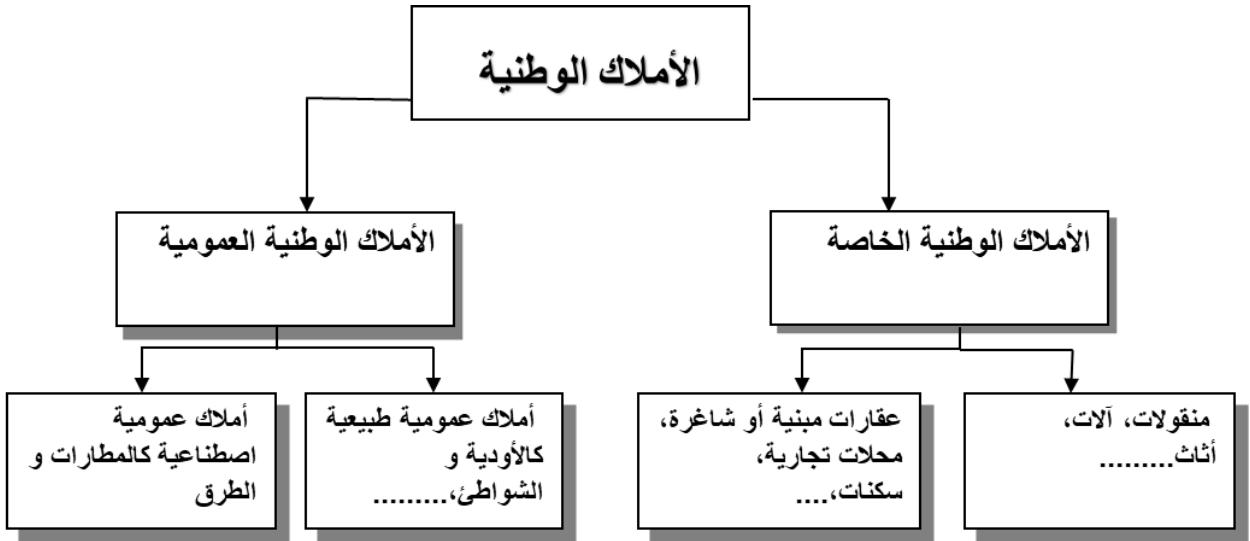 الأملاك الوطنية
الأملاك الوطنية الخاصة
الأملاك الوطنية العمومية
منقولات، آلات،
أثاث.........
عقارات مبنية أو شاغرة،
محلات تجارية،
سكنات،....
أملاك عمومية طبيعية
كالأودية و
الشواطئ،.........
أملاك عمومية
اصطناعية كالمطارات و
الطرق